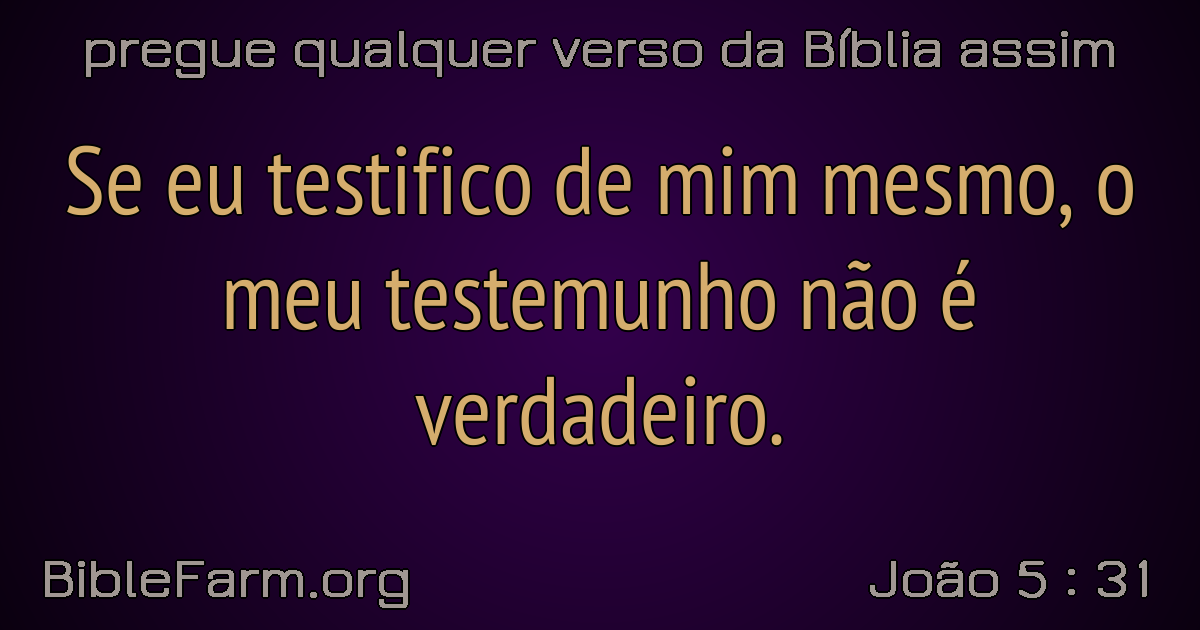 pregue qualquer verso da Bíblia assim
Se eu testifico de mim mesmo, o
meu testemunho não é
verdadeiro.
BibleFarm.org
João 5 : 31